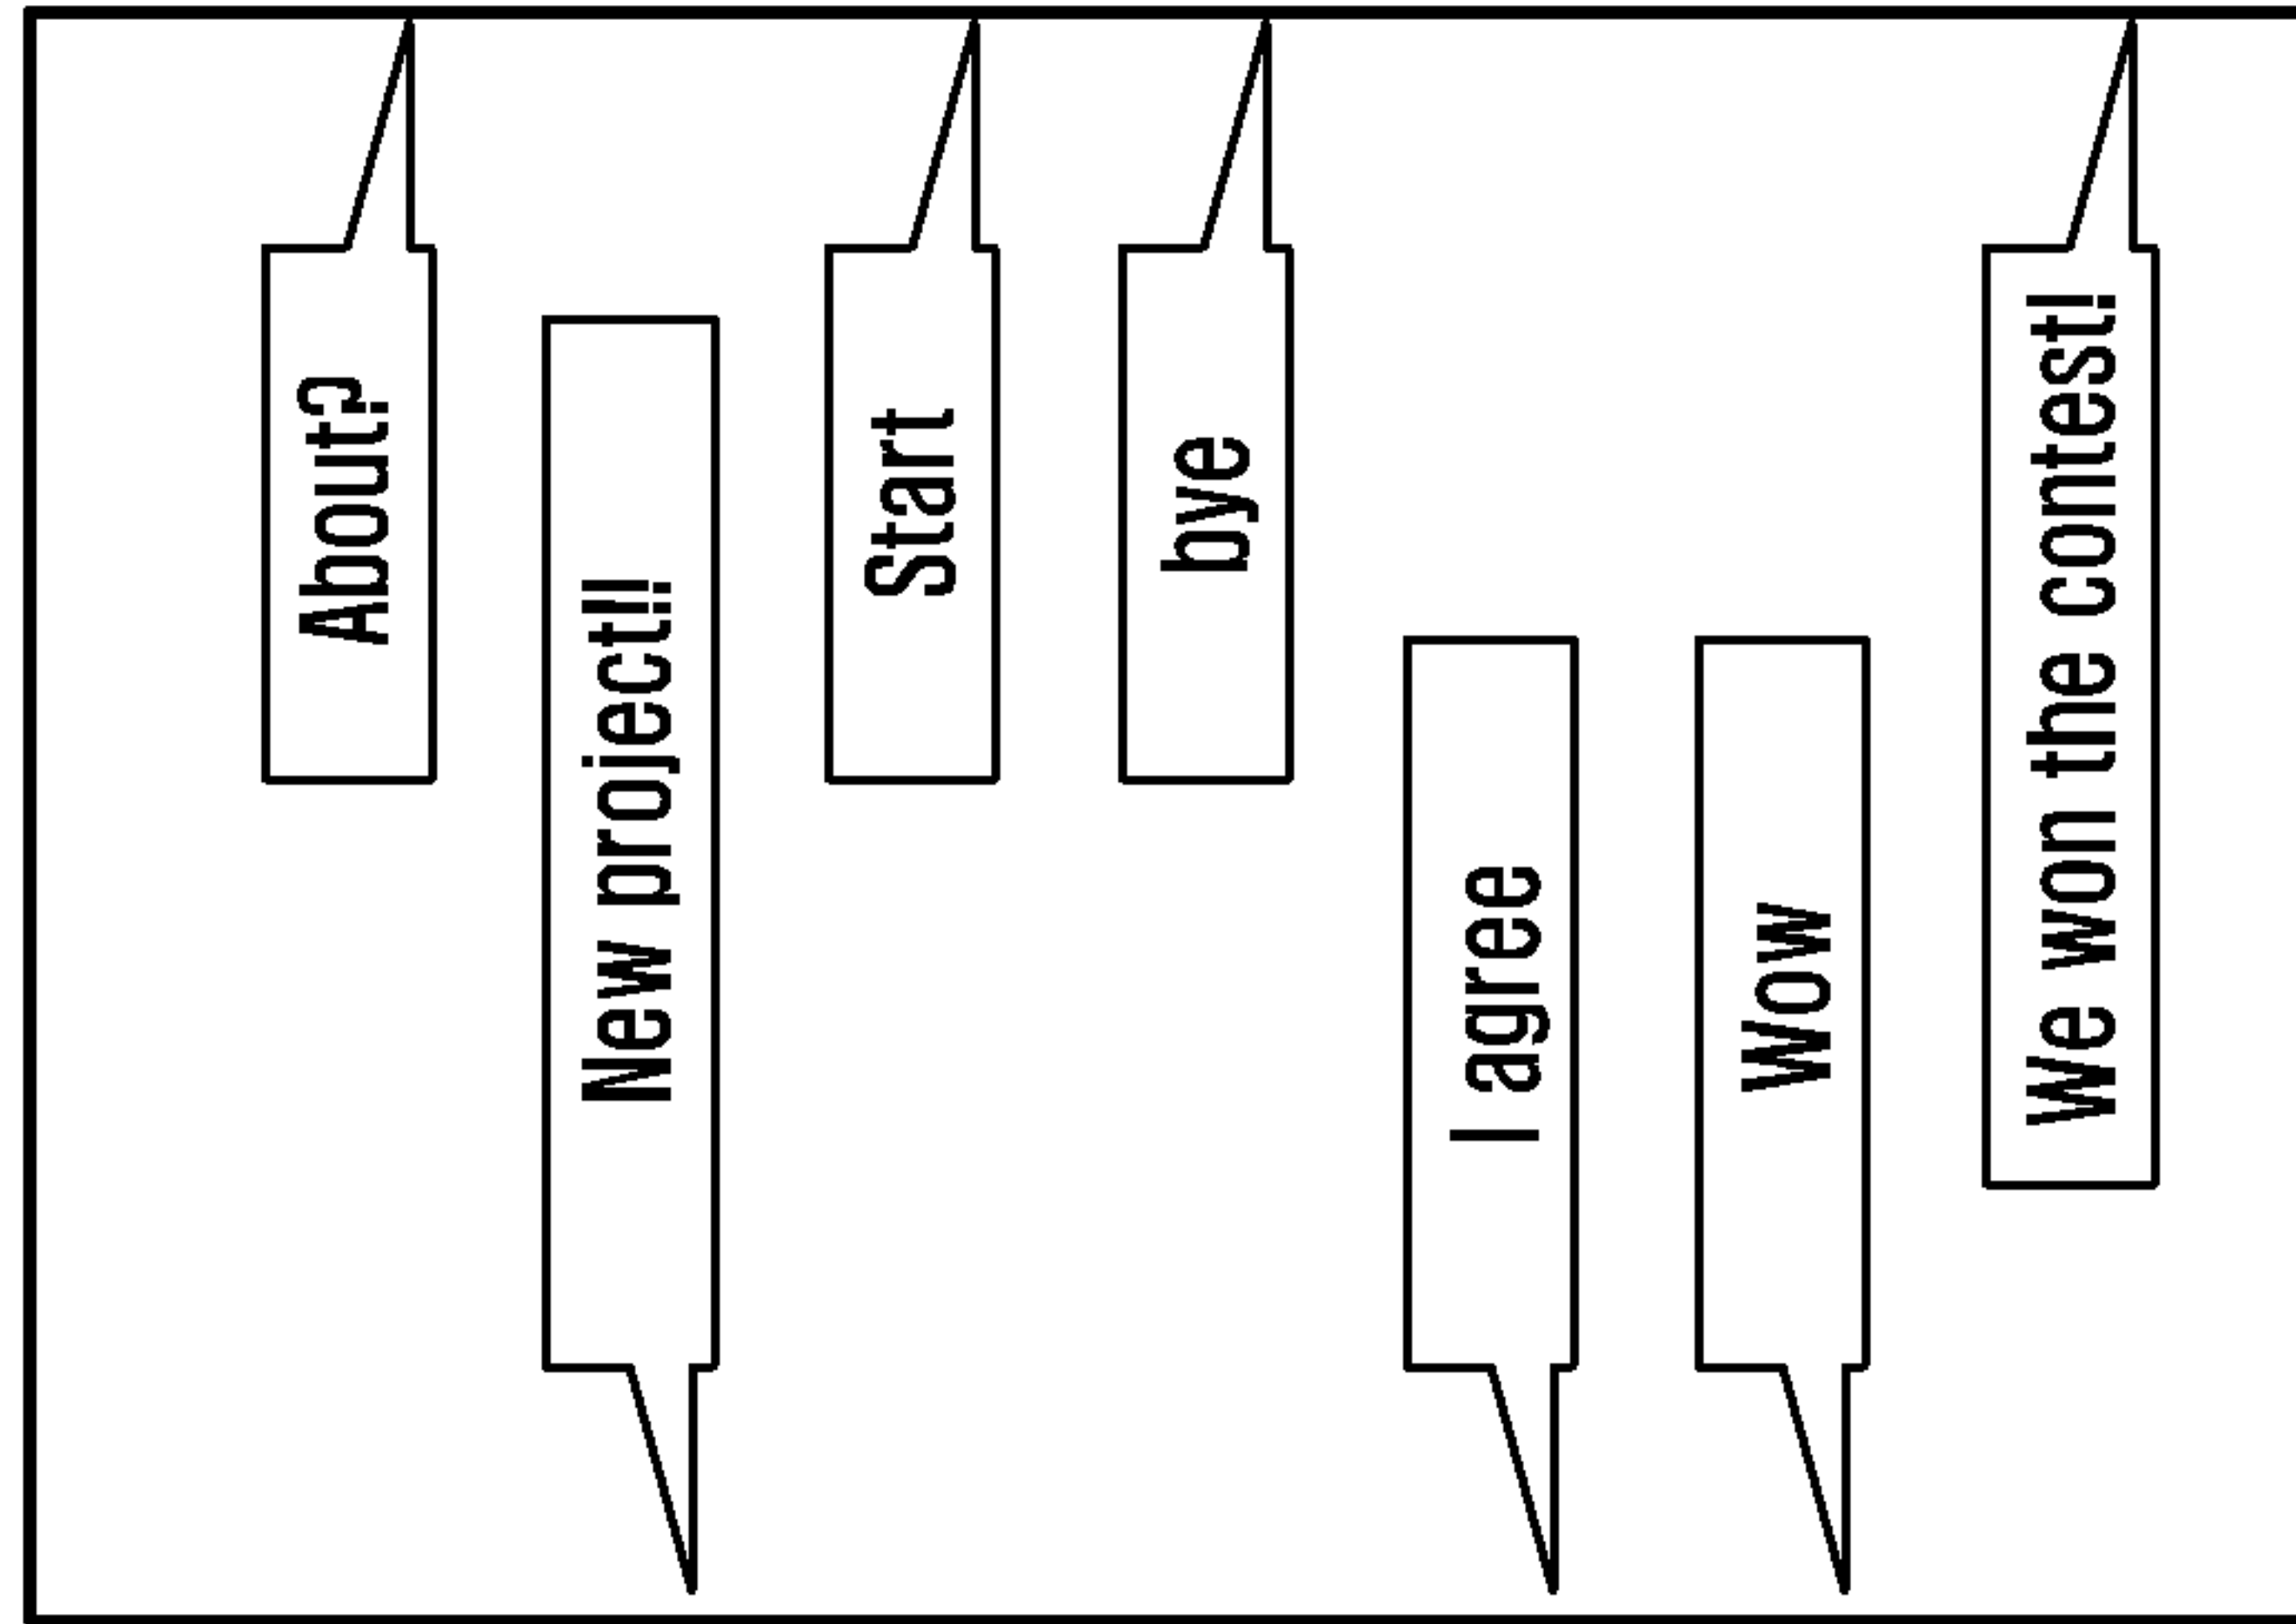 About?
New project!!
Start
bye
I agree
Wow
We won the contest!